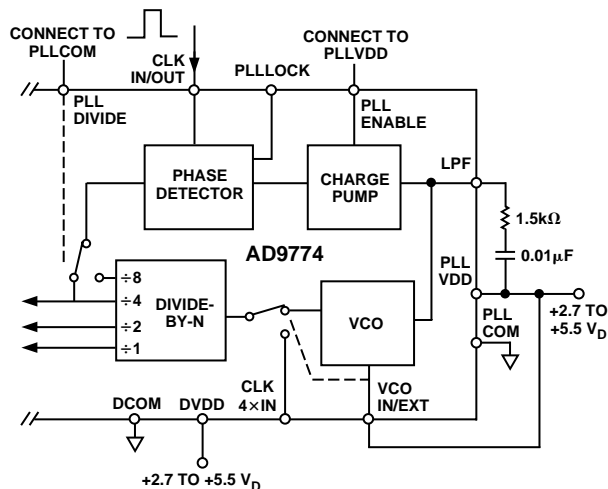 CONNECT TO
PLLCOM
CLK
IN/OUT
PLLLOCK
CONNECT TO
PLLVDD
PLL
DIVIDE
PLL
ENABLE
LPF
PHASE
DETECTOR
CHARGE
PUMP
1.5kΩ
0.01µF
AD9774
PLL
VDD
÷8
÷4
÷2
÷1
DIVIDE-
BY-N
VCO
+2.7 TO
+5.5 VD
PLL
COM
CLK
4×IN
VCO
IN/EXT
DCOM
DVDD
+2.7 TO +5.5 VD